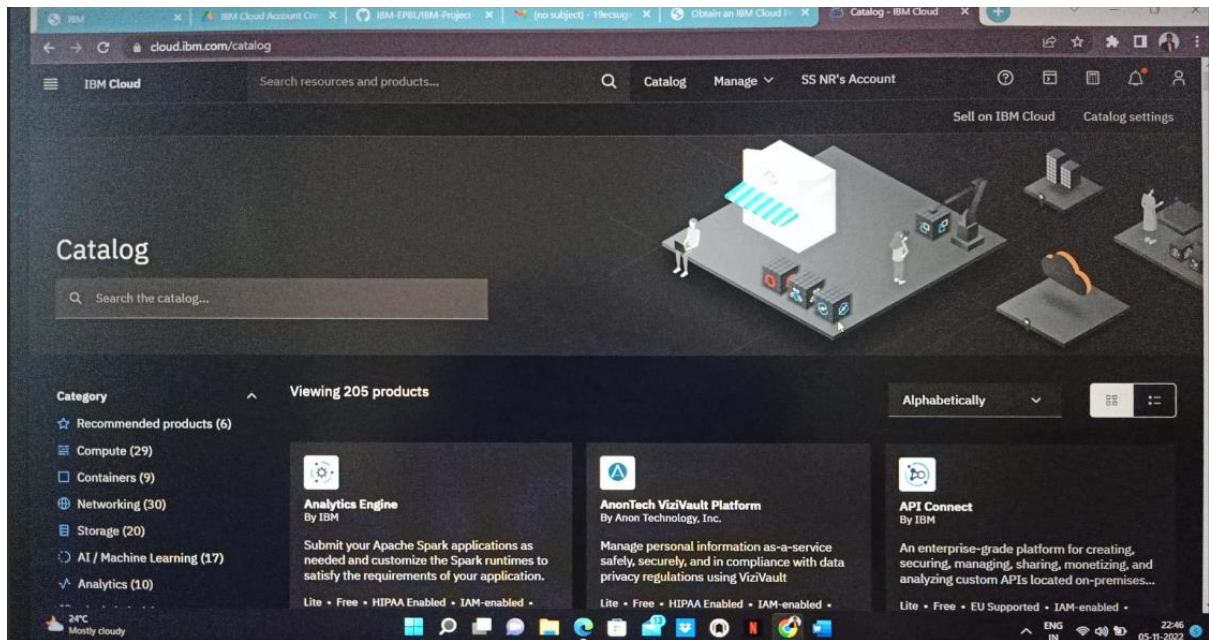 IBM
IBM Cloud Account Cre
IBM-EPBL/IBM-Project-
(no subject) - 19ecsug
Obtain an IBM Cloud F
Catalog - IBM Cloud
cloud.ibm.com/catalog
IBM Cloud
Search resources and products...
Catalog
Manage
SS NR's Account
Sell on IBM Cloud
Catalog settings
Catalog
Search the catalog...
Category
Recommended products (6)
Compute (29)
Containers (9)
Networking (30)
Storage (20)
AI / Machine Learning (17)
Analytics (10)
Viewing 205 products
Alphabetically
Analytics Engine
By IBM
Submit your Apache Spark applications as
needed and customize the Spark runtimes to
satisfy the requirements of your application.
Lite • Free • HIPAA Enabled • IAM-enabled •
AnonTech ViziVault Platform
By Anon Technology, Inc.
Manage personal information as-a-service
safely, securely, and in compliance with data
privacy regulations using ViziVault
Lite • Free • HIPAA Enabled • IAM-enabled •
API Connect
By IBM
An enterprise-grade platform for creating,
securing, managing, sharing, monetizing, and
analyzing custom APIs located on-premises...
Lite • Free • EU Supported • IAM-enabled •
24°C
Mostly cloudy
ENG
IN
22:46
05-11-2022